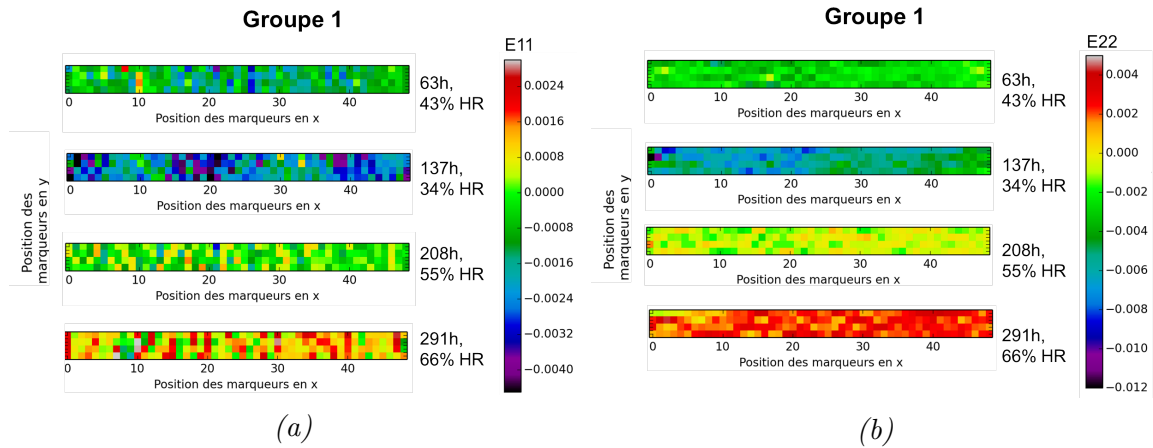 Groupe 1
E11
0 10 20 30 40
Position des marqueurs en x
63h,
43% HR
0 10 20 30 40
Position des marqueurs en x
137h,
34% HR
0 10 20 30 40
Position des marqueurs en x
208h,
55% HR
0 10 20 30 40
Position des marqueurs en x
291h,
66% HR
Position des
marqueurs en y
0.0024
0.0016
0.0008
0.0000
−0.0008
−0.0016
−0.0024
−0.0032
−0.0040
(a)
Groupe 1
E22
0 10 20 30 40
Position des marqueurs en x
63h,
43% HR
0 10 20 30 40
Position des marqueurs en x
137h,
34% HR
0 10 20 30 40
Position des marqueurs en x
208h,
55% HR
0 10 20 30 40
Position des marqueurs en x
291h,
66% HR
Position des
marqueurs en y
0.004
0.002
0.000
−0.002
−0.004
−0.006
−0.008
−0.010
−0.012
(b)